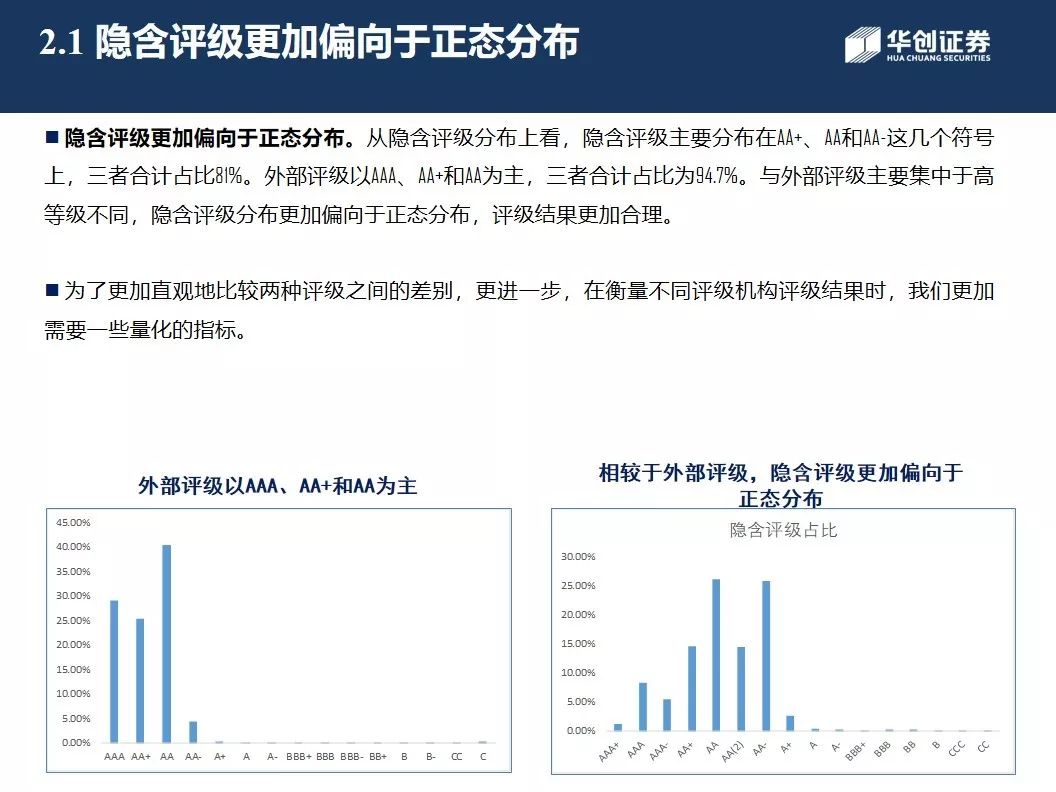 2.1 隐含评级更加偏向于正态分布
华创证券
HUA CHUANG SECURITIES
■ 隐含评级更加偏向于正态分布。从隐含评级分布上看，隐含评级主要分布在AA+、AA和AA-这几个符号
上，三者合计占比81%。外部评级以AAA、AA+和AA为主，三者合计占比为94.7%。与外部评级主要集中于高
等级不同，隐含评级分布更加偏向于正态分布，评级结果更加合理。
■ 为了更加直观地比较两种评级之间的差别，更进一步，在衡量不同评级机构评级结果时，我们更加
需要一些量化的指标。
外部评级以AAA、AA+和AA为主
45.00%
40.00%
35.00%
30.00%
25.00%
20.00%
15.00%
10.00%
5.00%
0.00%
AAA AA+ AA AA- A+ A A- BBB+ BBB BBB- BB+ B B- CC C
相较于外部评级，隐含评级更加偏向于
正态分布
隐含评级占比
30.00%
25.00%
20.00%
15.00%
10.00%
5.00%
0.00%
AAA+ AAA AAA- AA+ AA AA(2) AA- A+ A A- BBB+ BBB BB B CCC CC